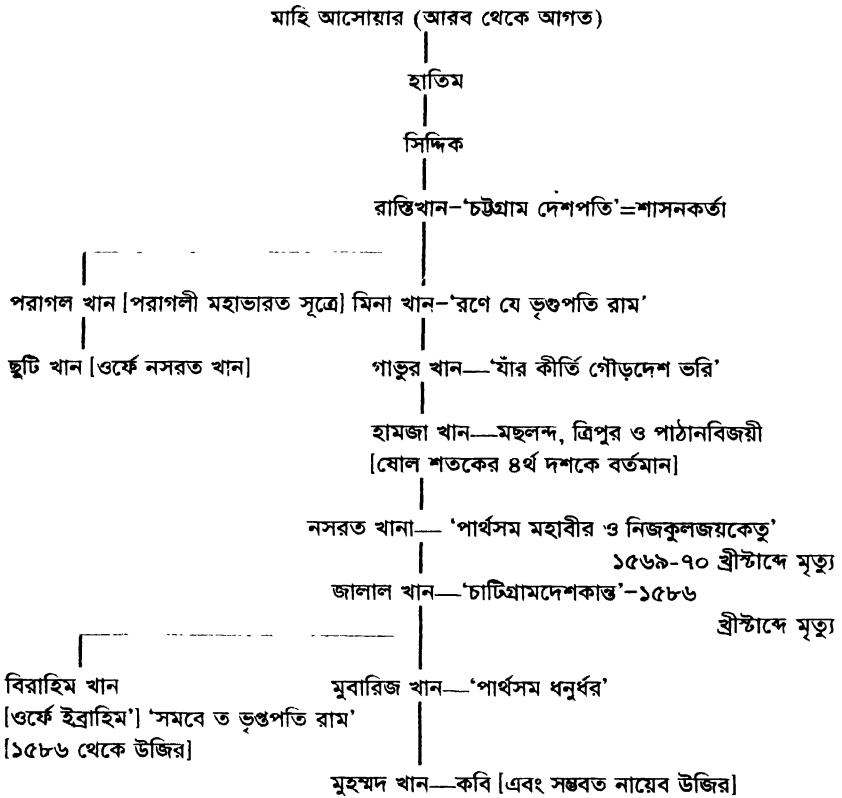 মাহি আসোয়ার (আরব থেকে আগত)
হাতিম
সিদ্দিক
রাস্তিখান–‘চট্টগ্রাম দেশপতি’=শাসনকর্তা
পরাগল খান [পরাগলী মহাভারত সূত্রে] মিনা খান–‘রণে যে ভৃগুপতি রাম’
ছুটি খান [ওর্ফে নসরত খান] গাভুর খান—‘যাঁর কীর্তি গৌড়দেশ ভরি’
হামজা খান—মছলন্দ, ত্রিপুর ও পাঠানবিজয়ী
[ষোল শতকের ৪র্থ দশকে বর্তমান]
নসরত খানা— ‘পার্থসম মহাবীর ও নিজকুলজয়কেতু’
১৫৬৯-৭০ খ্রীস্টাব্দে মৃত্যু
জালাল খান—‘চাটিগ্রামদেশকান্ত’–১৫৮৬
খ্রীস্টাব্দে মৃত্যু
বিরাহিম খান মুবারিজ খান—‘পার্থসম ধনুর্ধর’
[ওর্ফে ইব্রাহিম’] ‘সমবে ত ভৃপ্তপতি রাম’
[১৫৮৬ থেকে উজির]
মুহম্মদ খান—কবি [এবং সম্ভবত নায়েব উজির]